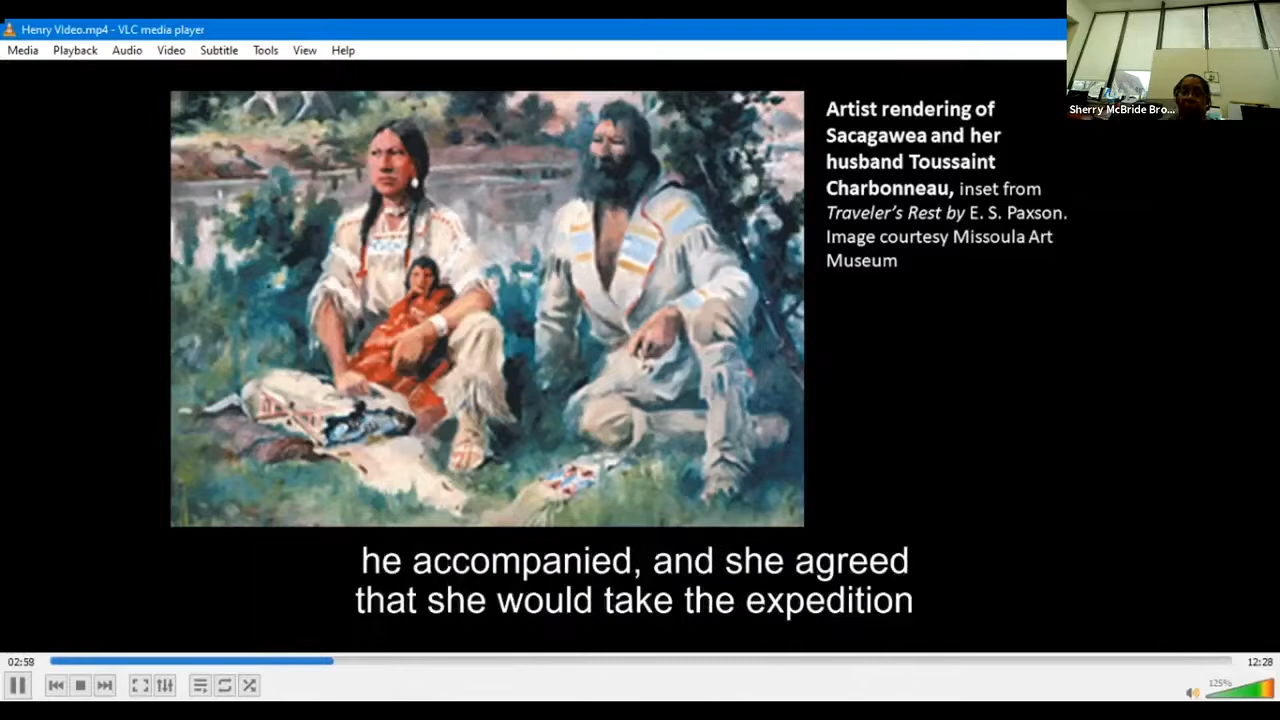 Henry Video.mp4 - VLC media player
Media Playback Audio Video Subtitle Tools View Help
Sherry McBride Bro...
Artist rendering of
Sacagawea and her
husband Toussaint
Charbonneau, inset from
Traveler's Rest by E. S. Paxson.
Image courtesy Missoula Art
Museum
he accompanied, and she agreed
that she would take the expedition
02:59
12:28
125%